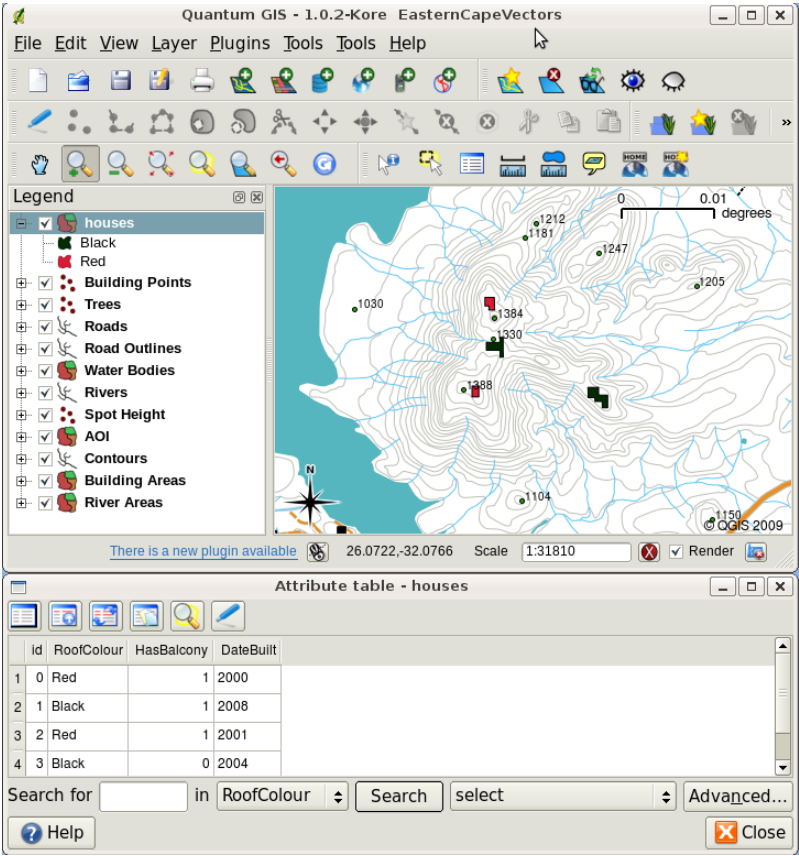 Quantum GIS - 1.0.2-Kore EasternCapeVectors
File Edit View Layer Plugins Tools Tools Help
»
HOME HOME
Legend
houses
Black
Red
Building Points
Trees
Roads
Road Outlines
Water Bodies
Rivers
Spot Height
AOI
Contours
Building Areas
River Areas
0 0.01
degrees
1212
1181
1247
1205
1030
1384
1330
1388
1104
1150
N
© QGIS 2009
There is a new plugin available 26.0722,-32.0766 Scale 1:31810 Render
Attribute table - houses
id RoofColour HasBalcony DateBuilt
1 0 Red 1 2000
2 1 Black 1 2008
3 2 Red 1 2001
4 3 Black 0 2004
Search for in RoofColour Search select Advanced...
Help Close